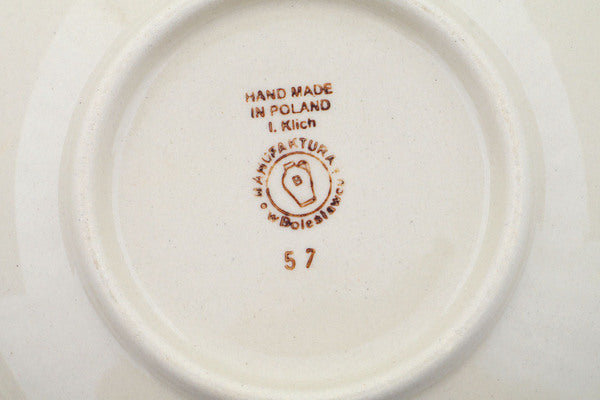 HAND MADE
IN POLAND
I. Klich
MANUFAKTURA
w Bolesławcu
B
57